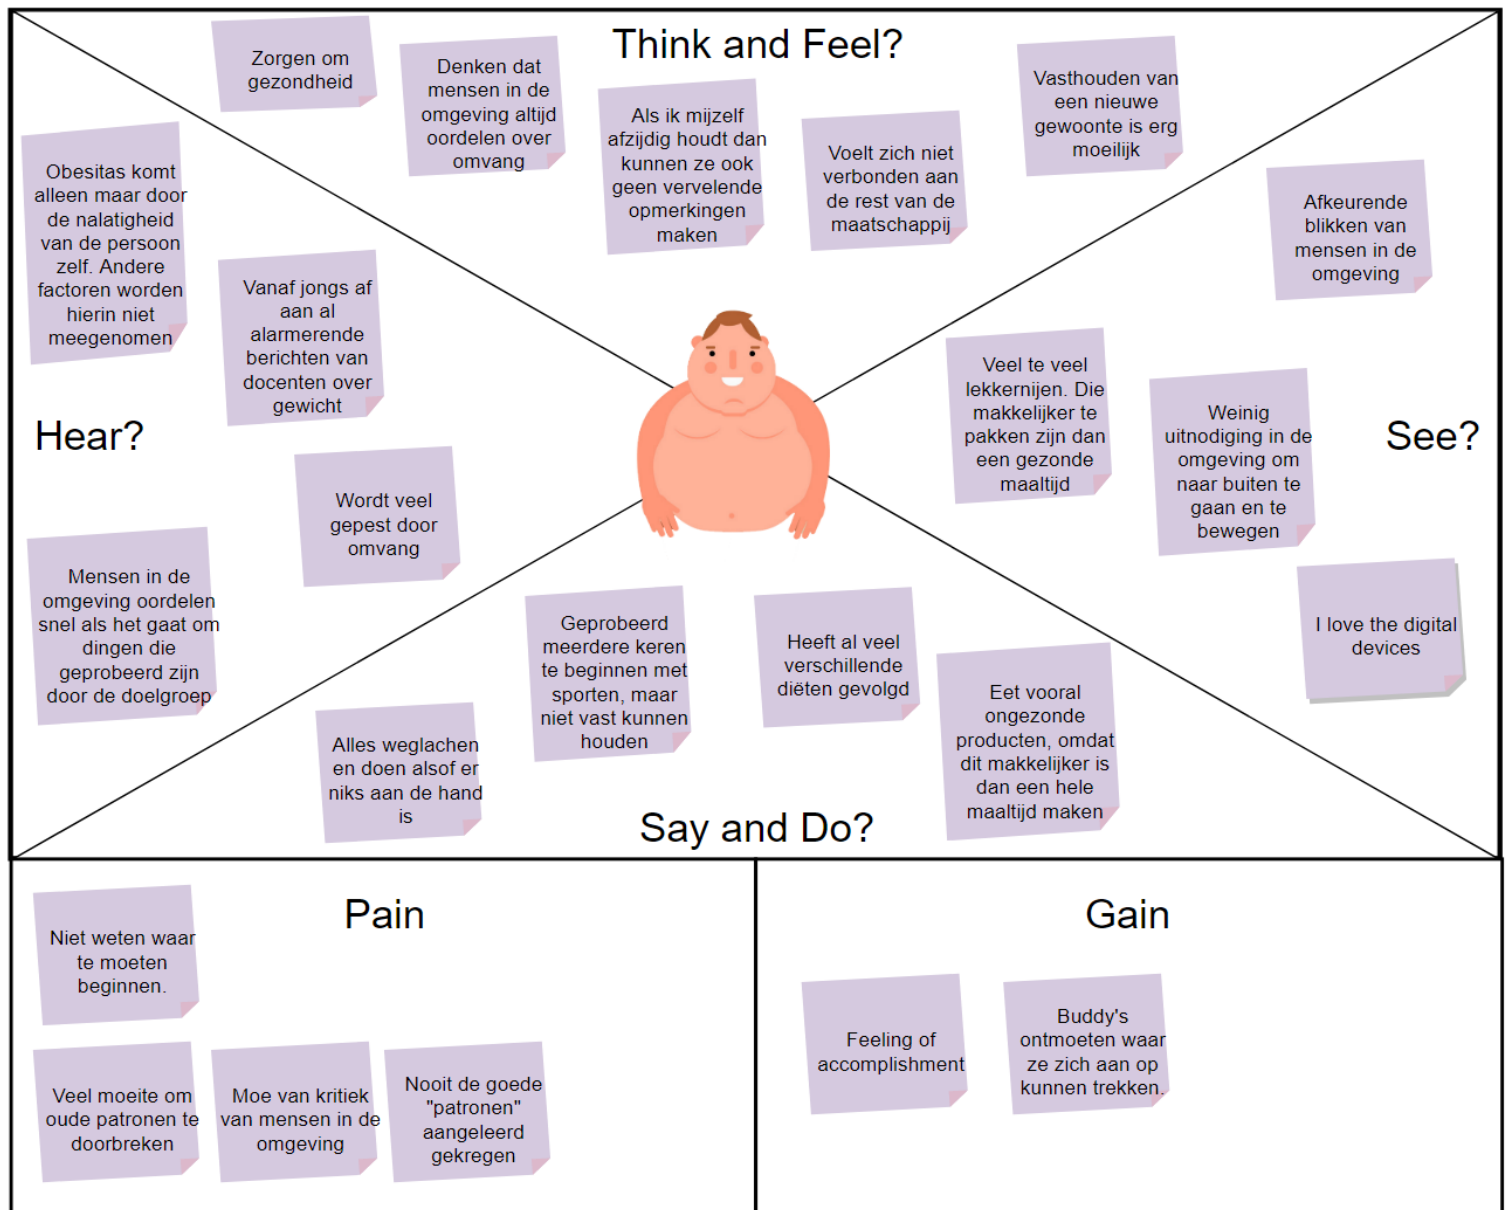 Think and Feel?
Zorgen om
gezondheid
Denken dat
mensen in de
omgeving altijd
oordelen over
omvang
Als ik mijzelf
afzijdig houdt dan
kunnen ze ook
geen vervelende
opmerkingen
maken
Voelt zich niet
verbonden aan
de rest van de
maatschappij
Vasthouden van
een nieuwe
gewoonte is erg
moeilijk
Hear?
Obesitas komt
alleen maar door
de nalatigheid
van de persoon
zelf. Andere
factoren worden
hierin niet
meegenomen
Vanaf jongs af
aan al
alarmerende
berichten van
docenten over
gewicht
Wordt veel
gepest door
omvang
Mensen in de
omgeving oordelen
snel als het gaat om
dingen die
geprobeerd zijn
door de doelgroep
See?
Afkeurende
blikken van
mensen in de
omgeving
Veel te veel
lekkernijen. Die
makkelijker te
pakken zijn dan
een gezonde
maaltijd
Weinig
uitnodiging in de
omgeving om
naar buiten te
gaan en te
bewegen
I love the digital
devices
Say and Do?
Alles weglachen
en doen alsof er
niks aan de hand
is
Geprobeerd
meerdere keren
te beginnen met
sporten, maar
niet vast kunnen
houden
Heeft al veel
verschillende
diëten gevolgd
Eet vooral
ongezonde
producten, omdat
dit makkelijker is
dan een hele
maaltijd maken
Pain
Niet weten waar
te moeten
beginnen.
Veel moeite om
oude patronen te
doorbreken
Moe van kritiek
van mensen in de
omgeving
Nooit de goede
"patronen"
aangeleerd
gekregen
Gain
Feeling of
accomplishment
Buddy's
ontmoeten waar
ze zich aan op
kunnen trekken.